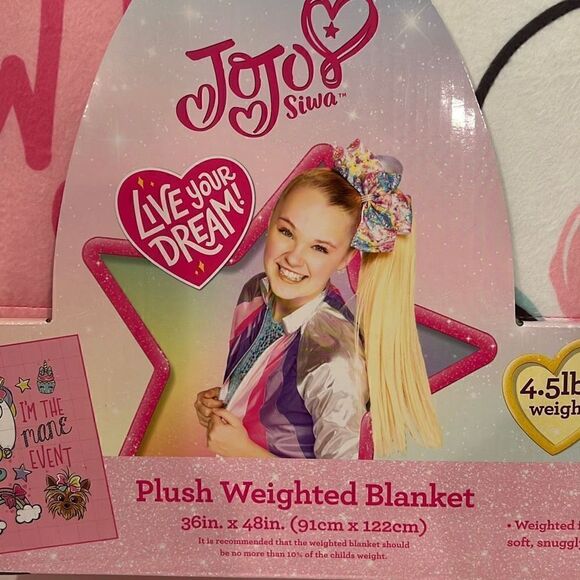 JoJo
Siwa™
LIVE YOUR
DREAM!
I'M THE
mane
EVENT
4.5lb
weigh
Plush Weighted Blanket
36in. x 48in. (91cm x 122cm)
It is recommended that the weighted blanket should
be no more than 10% of the childs weight.
• Weighted
soft, snuggly